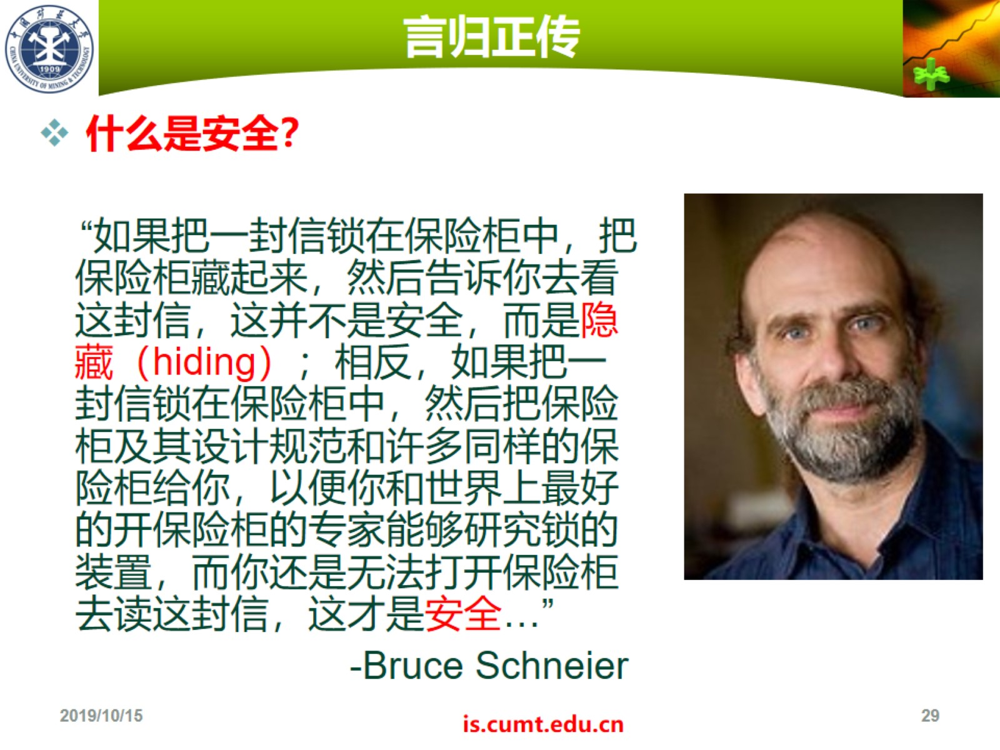 中国矿业大学
CHINA UNIVERSITY OF MINING & TECHNOLOGY
1909
言归正传
什么是安全?
“如果把一封信锁在保险柜中，把
保险柜藏起来，然后告诉你去看
这封信，这并不是安全，而是隐
藏（hiding）；相反，如果把一
封信锁在保险柜中，然后把保险
柜及其设计规范和许多同样的保
险柜给你，以便你和世界上最好
的开保险柜的专家能够研究锁的
装置，而你还是无法打开保险柜
去读这封信，这才是安全…”
-Bruce Schneier
2019/10/15
is.cumt.edu.cn
29